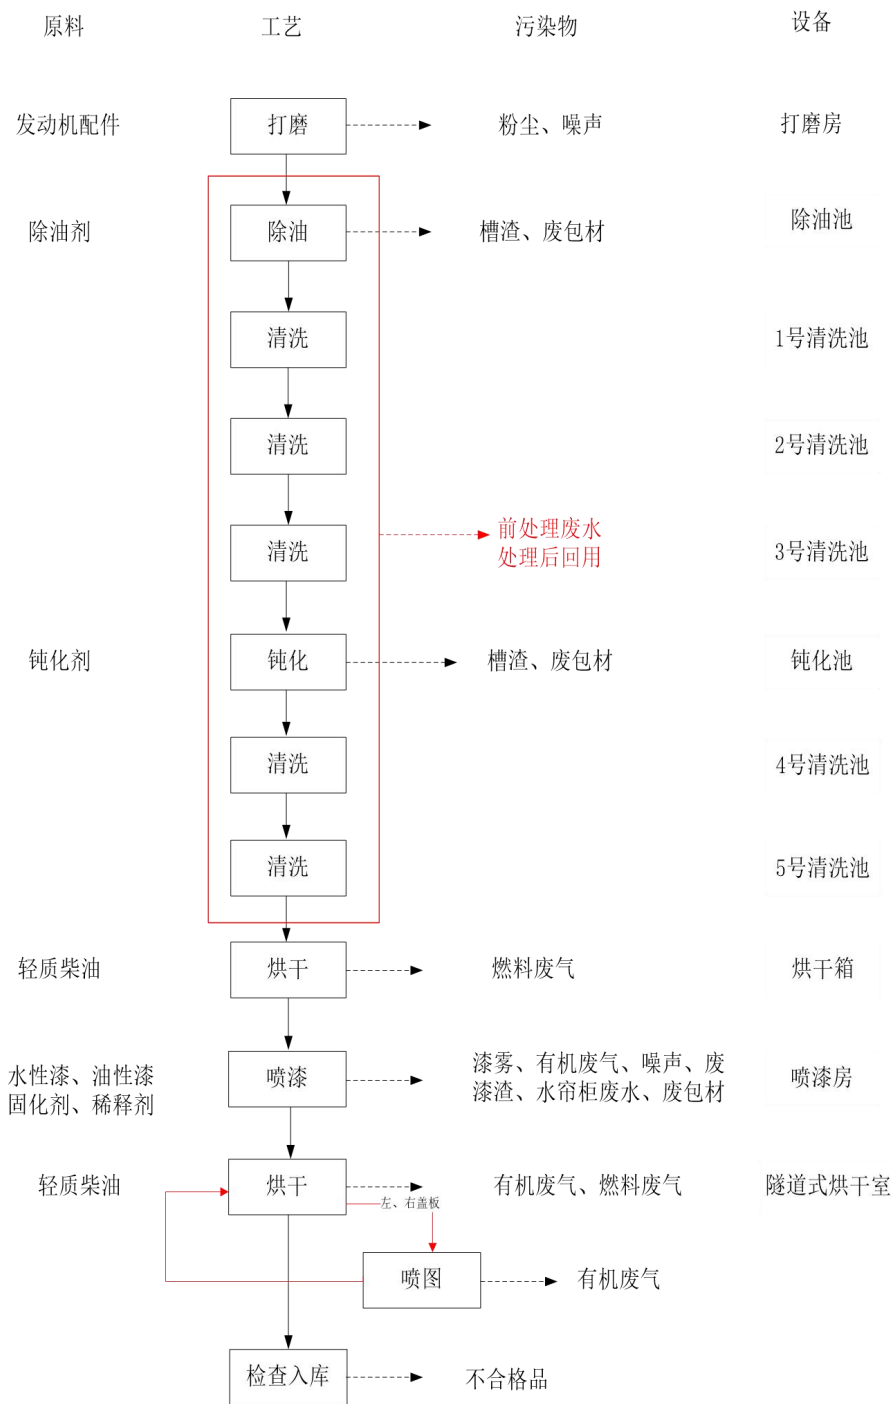 原料 工艺 污染物 设备
发动机配件 打磨 粉尘、噪声 打磨房
除油剂 除油 槽渣、废包材 除油池
清洗 1号清洗池
清洗 2号清洗池
前处理废水
处理后回用
清洗 3号清洗池
钝化剂 钝化 槽渣、废包材 钝化池
清洗 4号清洗池
清洗 5号清洗池
轻质柴油 烘干 燃料废气 烘干箱
水性漆、油性漆
固化剂、稀释剂
喷漆
漆雾、有机废气、噪声、废
漆渣、水帘柜废水、废包材
喷漆房
轻质柴油 烘干 有机废气、燃料废气 隧道式烘干室
左、右盖板
喷图 有机废气
检查入库 不合格品